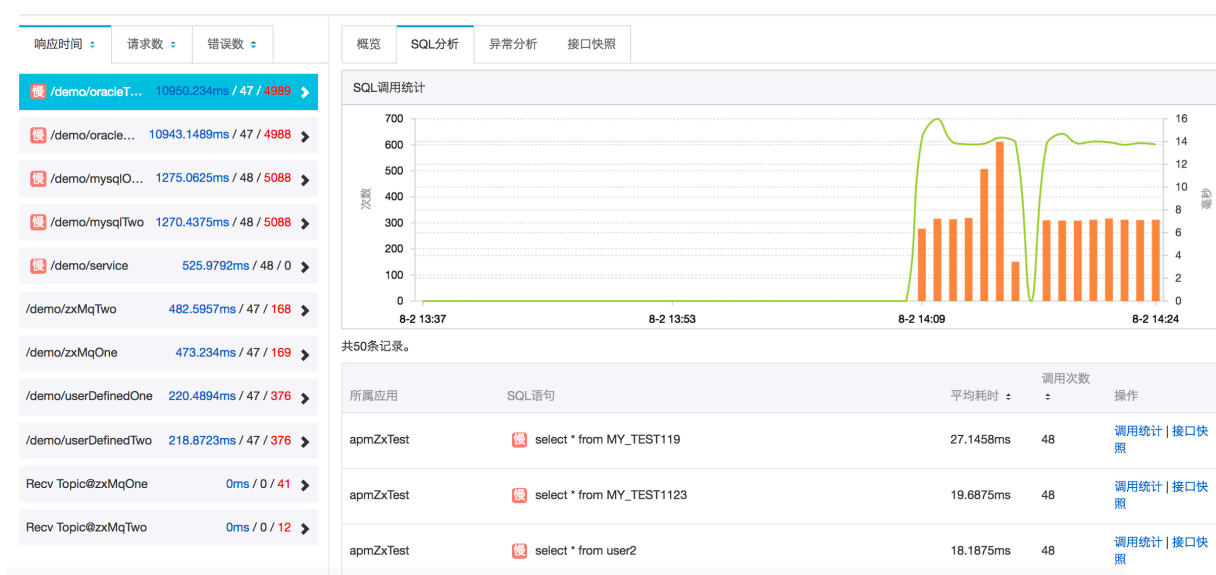 响应时间 请求数 错误数
慢 /demo/oracleT... 10950.234ms / 47 / 4989
慢 /demo/oracle... 10943.1489ms / 47 / 4988
慢 /demo/mysqlO... 1275.0625ms / 48 / 5088
慢 /demo/mysqlTwo 1270.4375ms / 48 / 5088
慢 /demo/service 525.9792ms / 48 / 0
/demo/zxMqTwo 482.5957ms / 47 / 168
/demo/zxMqOne 473.234ms / 47 / 169
/demo/userDefinedOne 220.4894ms / 47 / 376
/demo/userDefinedTwo 218.8723ms / 47 / 376
Recv Topic@zxMqOne 0ms / 0 / 41
Recv Topic@zxMqTwo 0ms / 0 / 12
概览 SQL分析 异常分析 接口快照
SQL调用统计
700
600
500
400
300
200
100
0
次数
16
14
12
10
8
6
4
2
0
毫秒
8-2 13:37 8-2 13:53 8-2 14:09 8-2 14:24
共50条记录。
所属应用 SQL语句 平均耗时 调用次数 操作
apmZxTest 慢 select * from MY_TEST119 27.1458ms 48 调用统计 | 接口快
照
apmZxTest 慢 select * from MY_TEST1123 19.6875ms 48 调用统计 | 接口快
照
apmZxTest 慢 select * from user2 18.1875ms 48 调用统计 | 接口快
照